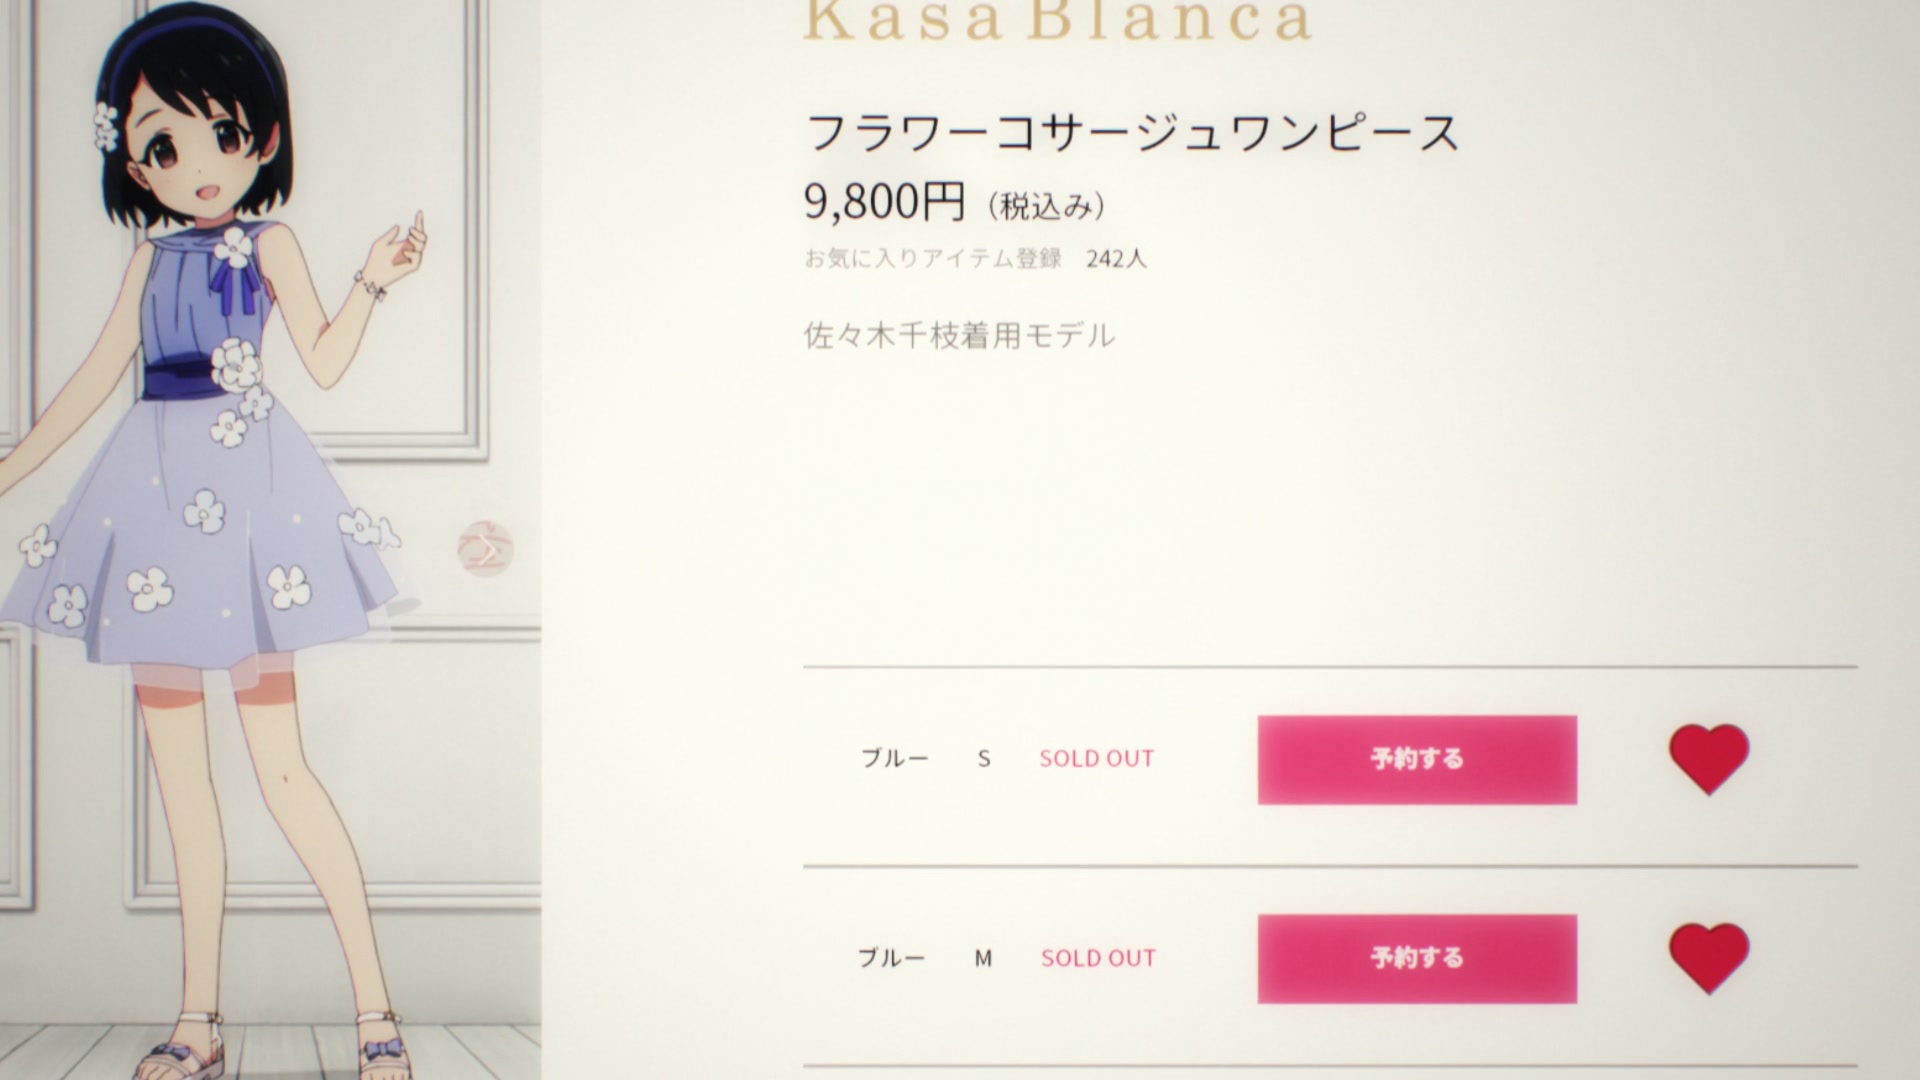 Kasa Blanca
フラワーコサージュワンピース
9,800円（税込み）
お気に入りアイテム登録 242人
佐々木千枝着用モデル
ブルー S SOLD OUT 予約する
ブルー M SOLD OUT 予約する